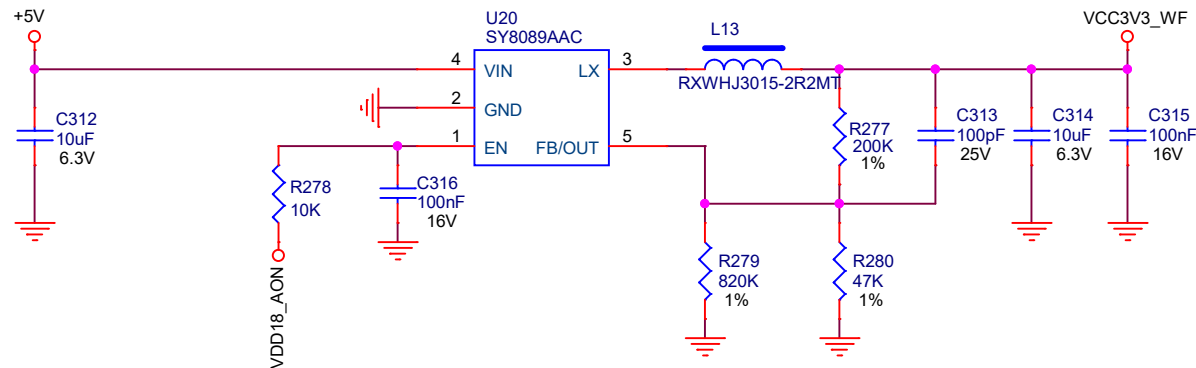 +5V
U20
SY8089AAC
L13
VCC3V3_WF
4
VIN
LX
3
RXWHJ3015-2R2MT
2
GND
C312
10uF
6.3V
1
EN
FB/OUT
5
R277
200K
1%
C313
100pF
25V
C314
10uF
6.3V
C315
100nF
16V
R278
10K
C316
100nF
16V
R279
820K
1%
R280
47K
1%
VDD18_AON